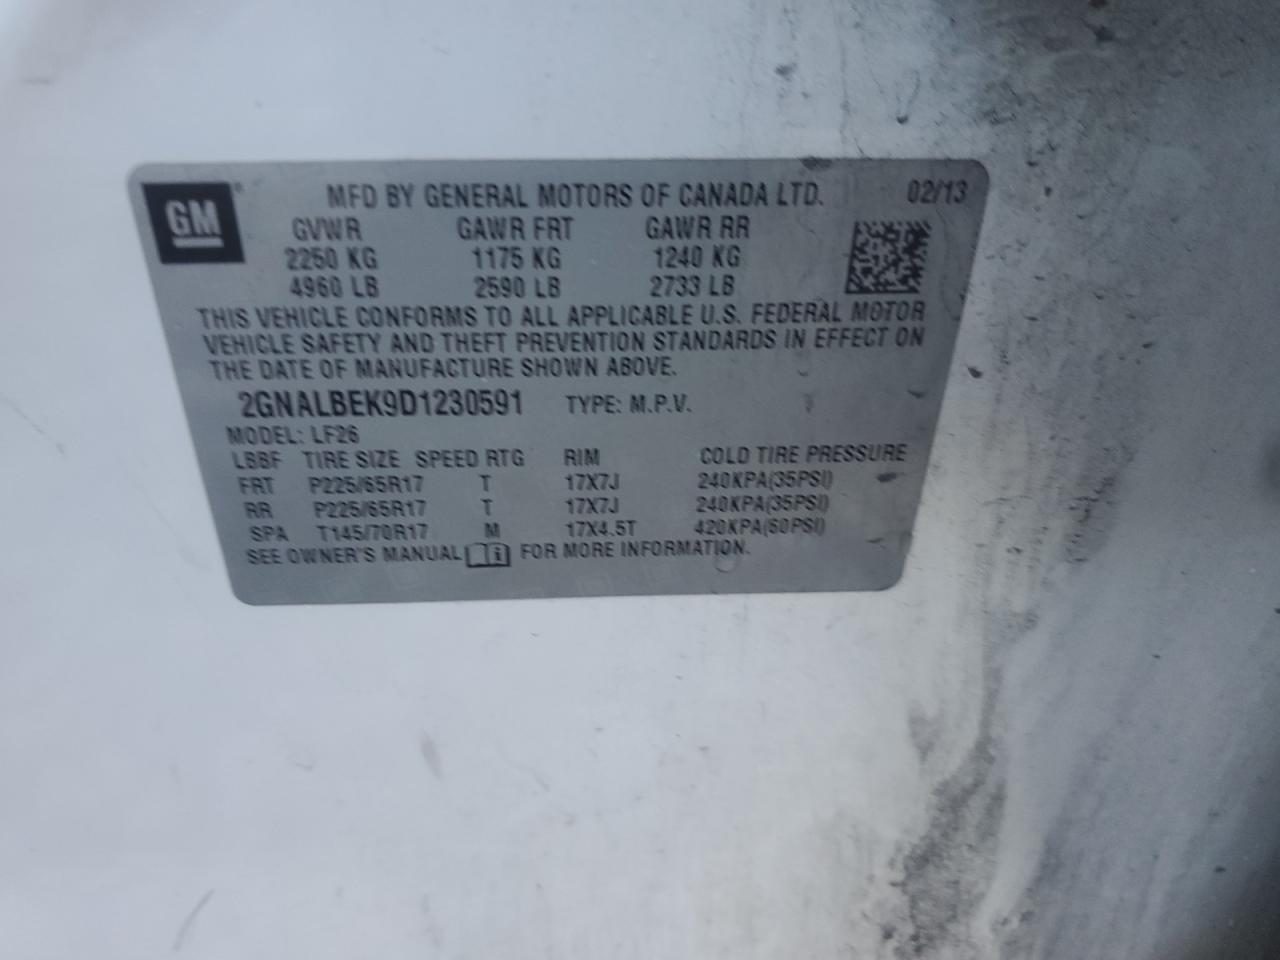 GM®
MFD BY GENERAL MOTORS OF CANADA LTD. 02/13
GVWR GAWR FRT GAWR RR
2250 KG 1175 KG 1240 KG
4960 LB 2590 LB 2733 LB
THIS VEHICLE CONFORMS TO ALL APPLICABLE U.S. FEDERAL MOTOR
VEHICLE SAFETY AND THEFT PREVENTION STANDARDS IN EFFECT ON
THE DATE OF MANUFACTURE SHOWN ABOVE.
2GNALBEK9D1230591 TYPE: M.P.V.
MODEL: LF26
LBBF TIRE SIZE SPEED RTG RIM COLD TIRE PRESSURE
FRT P225/65R17 T 17X7J 240KPA(35PSI)
RR P225/65R17 T 17X7J 240KPA(35PSI)
SPA T145/70R17 M 17X4.5T 420KPA(60PSI)
SEE OWNER'S MANUAL i FOR MORE INFORMATION.